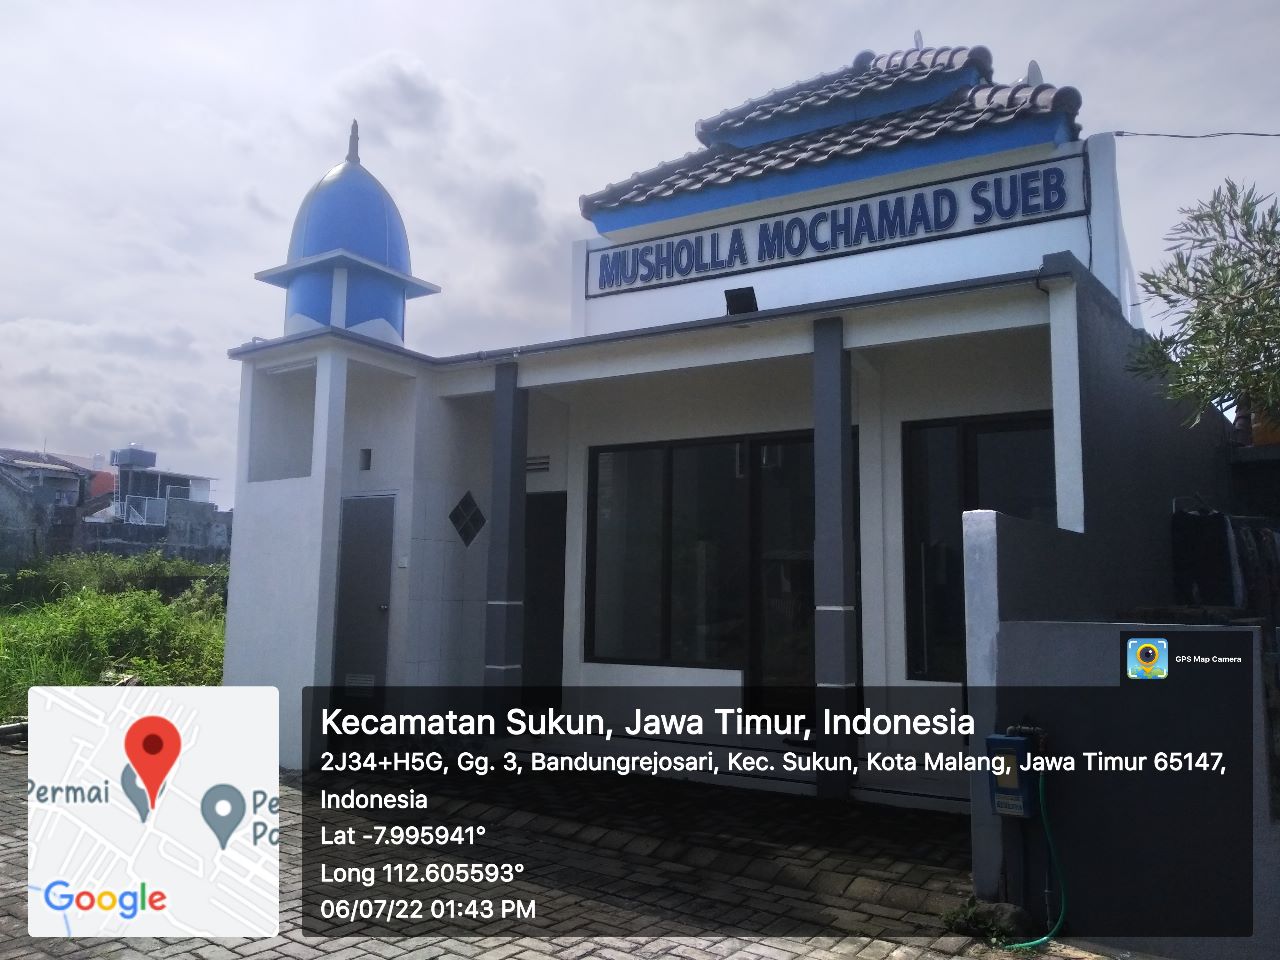 MUSHOLLA MOCHAMAD SUEB
GPS Map Camera
Kecamatan Sukun, Jawa Timur, Indonesia
2J34+H5G, Gg. 3, Bandungrejosari, Kec. Sukun, Kota Malang, Jawa Timur 65147,
Indonesia
Lat -7.995941°
Long 112.605593°
06/07/22 01:43 PM
Permai
Pe
Pa
Google